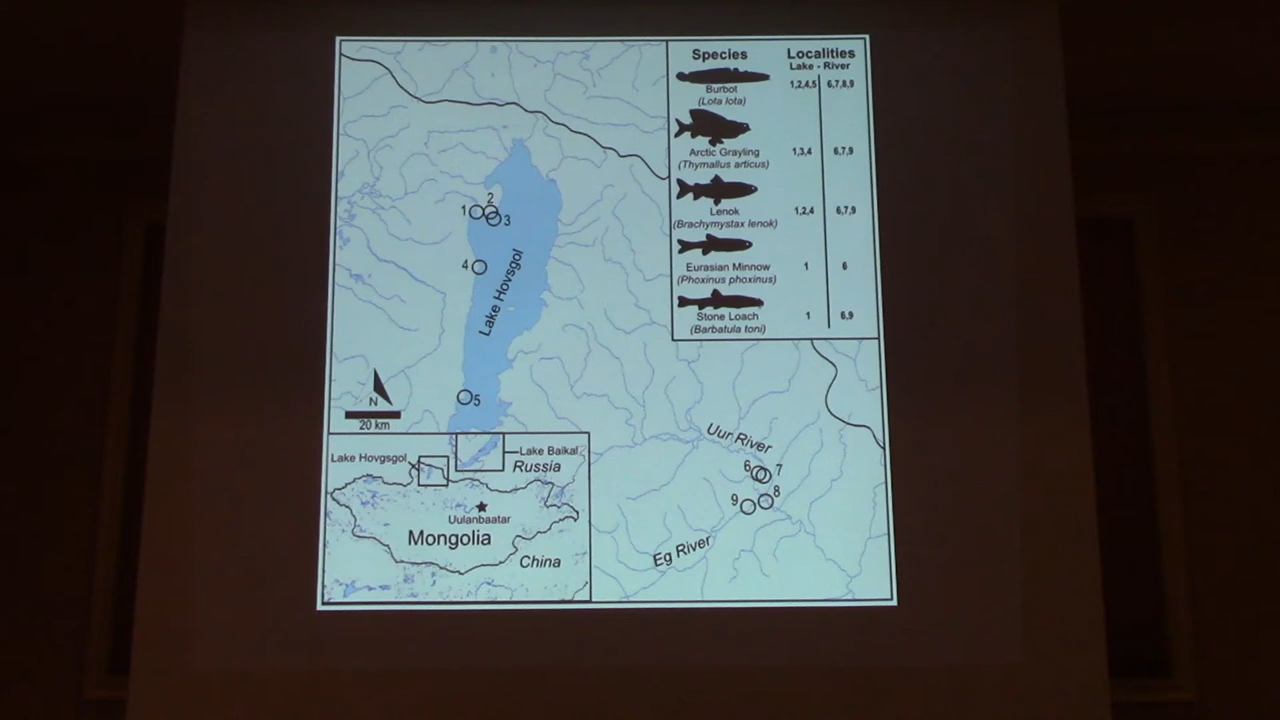 Species Localities
Lake - River
1,2,4,5 6,7,8,9
Burbot
(Lota lota)
Arctic Grayling 1,3,4 6,7,9
(Thymallus articus)
Lenok 1,2,4 6,7,9
(Brachymystax lenok)
Eurasian Minnow 1 6
(Phoxinus phoxinus)
Stone Loach 1 6,9
(Barbatula toni)
2
1
3
4
Lake Hovsgol
5
N
20 km
Lake Hovgsgol
Lake Baikal
Russia
Uulanbaatar
Mongolia
China
Uur River
6 7
9 8
Eg River